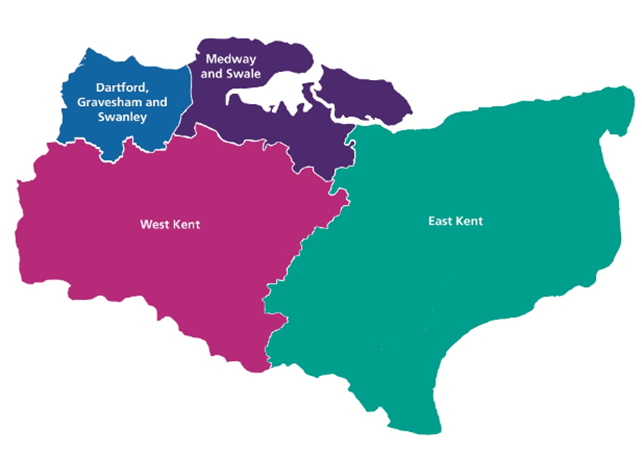 Medway
and Swale
Dartford,
Gravesham and
Swanley
West Kent
East Kent